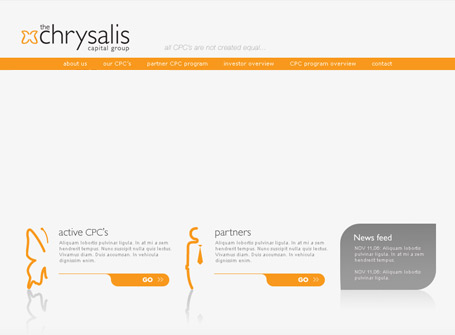 the
chrysalis
capital group
all CPC's are not created equal...
about us
our CPC's
partner CPC program
investor overview
CPC program overview
contact
active CPC's
Aliquam lobortis pulvinar ligula. In at mi a sem
hendrerit tempus. Nunc suscipit nulla quis lectus.
Vivamus diam. Duis accumsan. In vehicula
dignissim enim.
GO >>
partners
Aliquam lobortis pulvinar ligula. In at mi a sem
hendrerit tempus. Nunc suscipit nulla quis lectus.
Vivamus diam. Duis accumsan. In vehicula
dignissim enim.
GO >>
News feed
NOV 11,06: Aliquam lobortis
pulvinar ligula. In at mi a sem
hendrerit tempus.
NOV 11,06: Aliquam lobortis
pulvinar ligula.